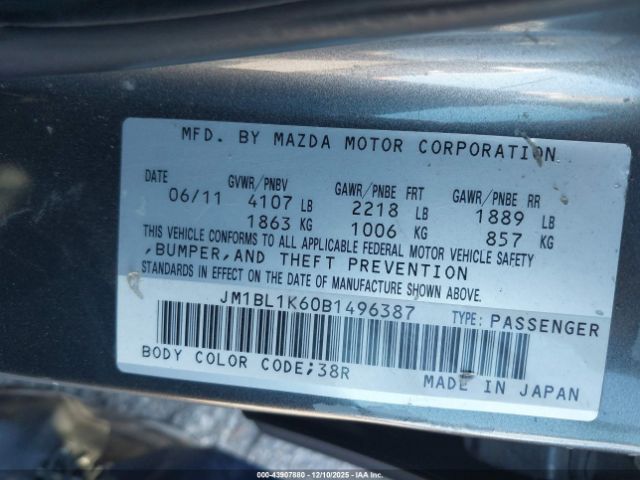 MFD. BY MAZDA MOTOR CORPORATION
DATE GVWR/PNBV GAWR/PNBE FRT GAWR/PNBE RR
06/11 4107 LB 2218 LB 1889 LB
1863 KG 1006 KG 857 KG
THIS VEHICLE CONFORMS TO ALL APPLICABLE FEDERAL MOTOR VEHICLE SAFETY
,BUMPER,AND THEFT PREVENTION
STANDARDS IN EFFECT ON THE DATE OF MANUFACTURE SHOWN ABOVE.
JM1BL1K60B1496387 TYPE: PASSENGER
BODY COLOR CODE;38R MADE IN JAPAN
000-43907880 - 12/10/2025 - CALIFORNIA